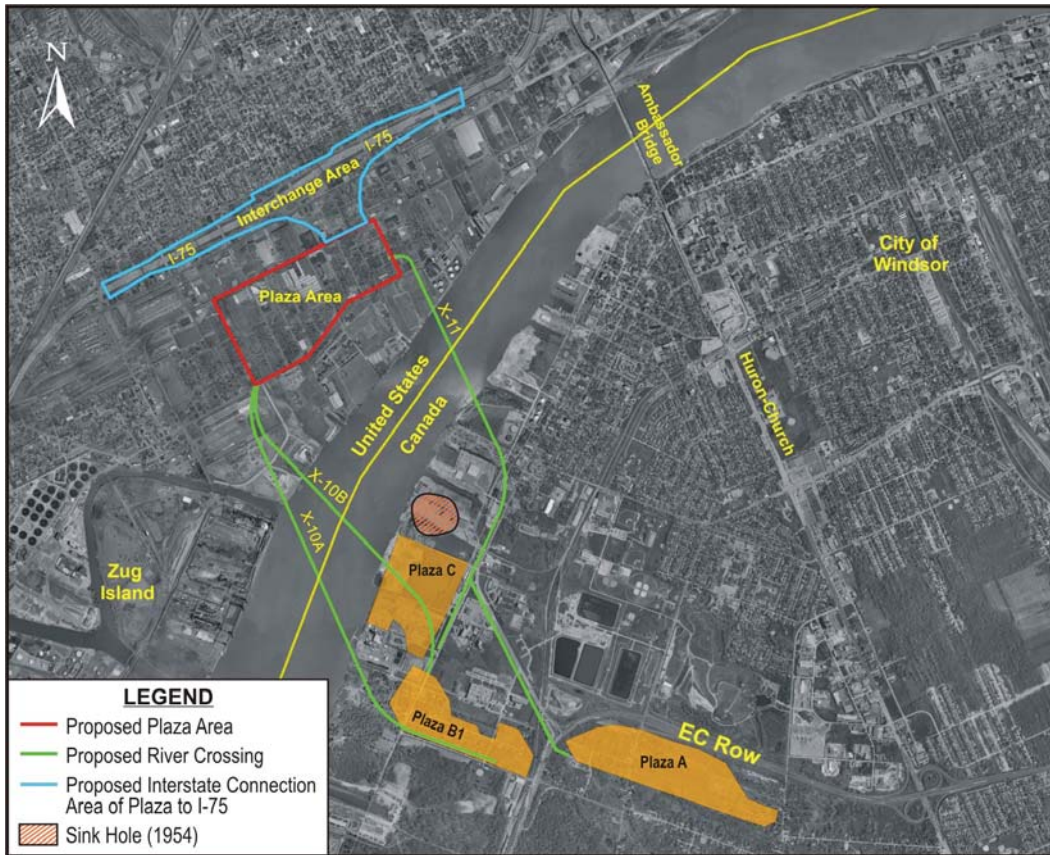 N
Ambassador
Bridge
I-75
Interchange Area
I-75
City of
Windsor
Plaza Area
X-11
United States
Canada
Huron-Church
X-10B
X-10A
Plaza C
Zug
Island
Plaza B1
EC Row
Plaza A
LEGEND
Proposed Plaza Area
Proposed River Crossing
Proposed Interstate Connection
Area of Plaza to I-75
Sink Hole (1954)